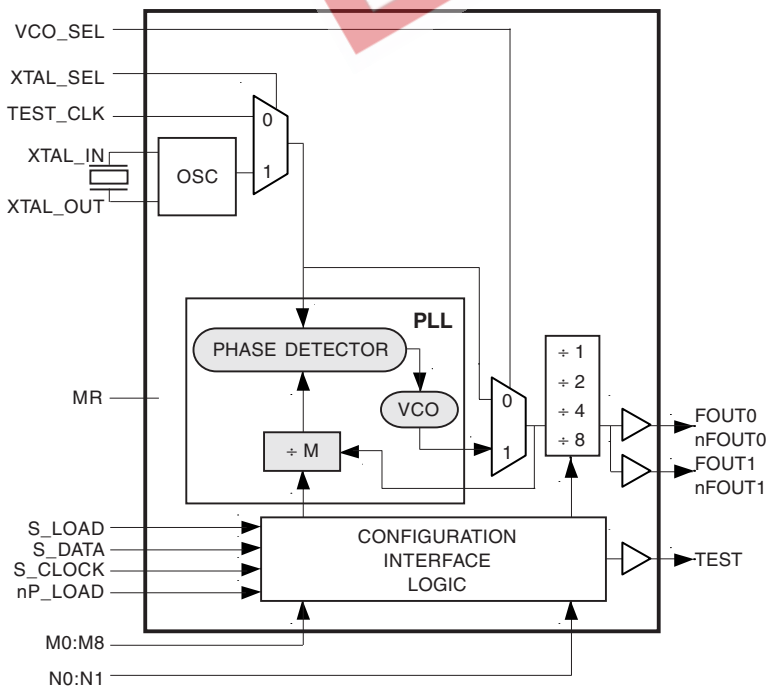 VCO_SEL
XTAL_SEL
TEST_CLK
0
XTAL_IN
OSC
1
XTAL_OUT
PLL
PHASE DETECTOR
÷ 1
÷ 2
÷ 4
÷ 8
MR
VCO
0
1
FOUT0
nFOUT0
÷ M
FOUT1
nFOUT1
S_LOAD
S_DATA
S_CLOCK
nP_LOAD
CONFIGURATION
INTERFACE
LOGIC
TEST
M0:M8
N0:N1